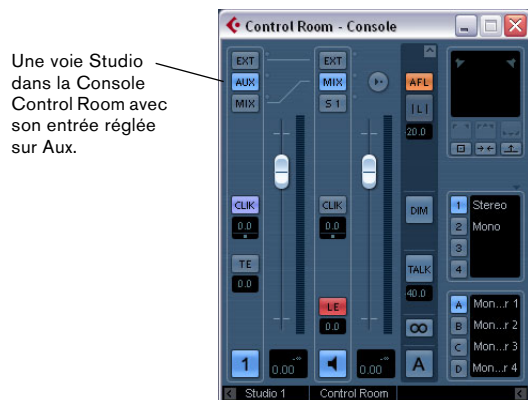 Une voie Studio
dans la Console
Control Room avec
son entrée réglée
sur Aux.
Control Room - Console
EXT
AUX
MIX
CLIK
0.0
TE
0.0
1
0.00
-∞
Studio 1
EXT
MIX
S 1
CLIK
0.0
LE
0.0
0.00
-∞
Control Room
AFL
|L|
20.0
DIM
TALK
40.0
∞
A
1 Stereo
2 Mono
3
4
A Mon...r 1
B Mon...r 2
C Mon...r 3
D Mon...r 4